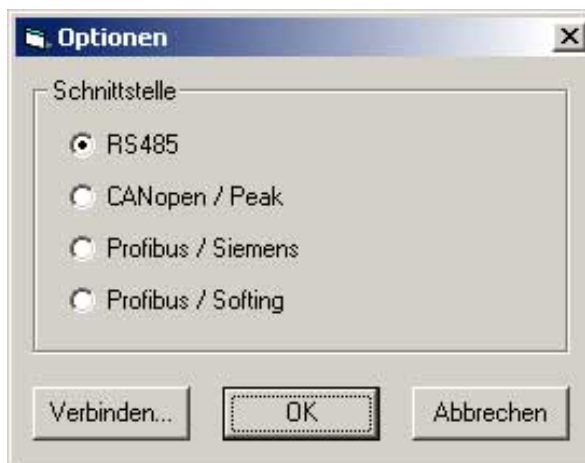 Optionen
Schnittstelle
RS485
CANopen / Peak
Profibus / Siemens
Profibus / Softing
Verbinden... OK Abbrechen